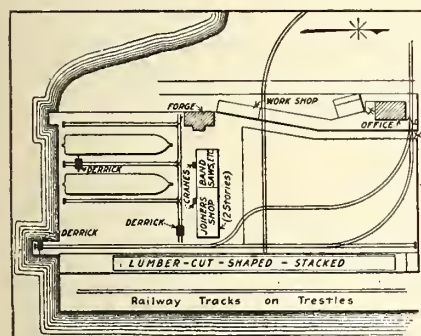 FORGE
WORK SHOP
OFFICE
DERRICK
CRANES
JOINERS SHOP
BAND SAWS, ETC.
(2 Stories)
DERRICK
DERRICK
LUMBER-CUT-SHAPED-STACKED
Railway Tracks on Trestles